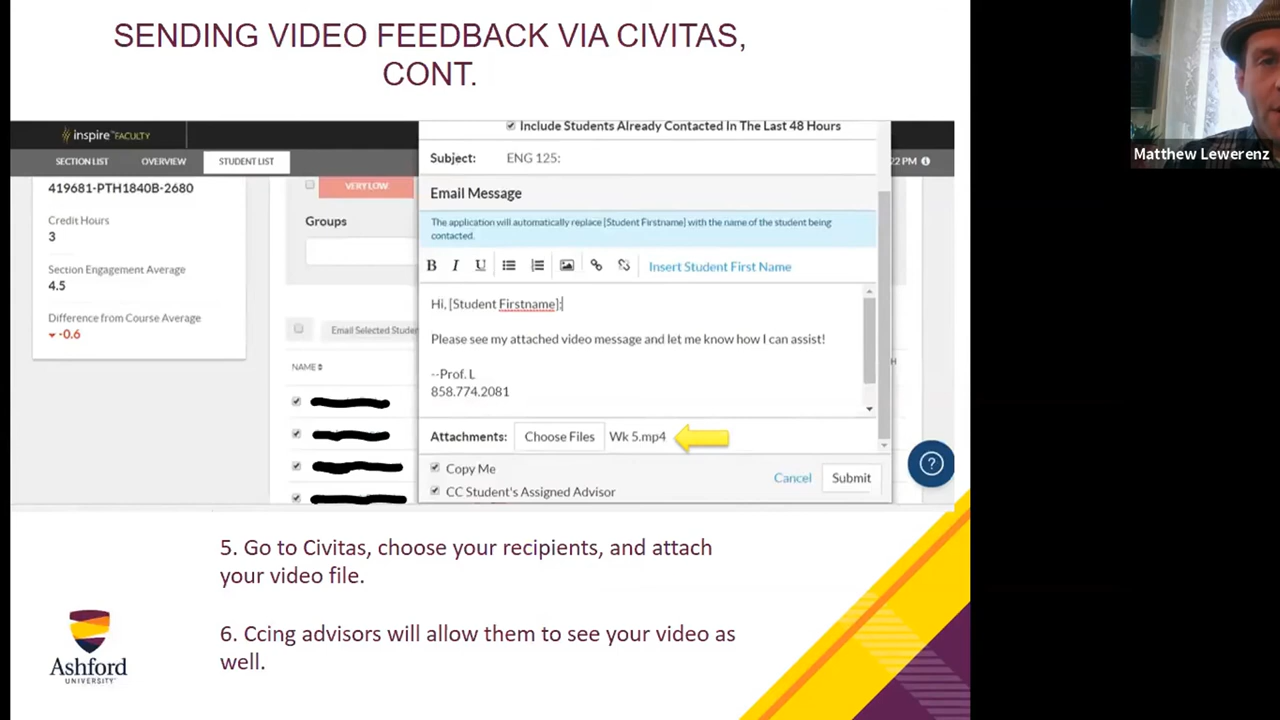 SENDING VIDEO FEEDBACK VIA CIVITAS,
CONT.
Matthew Lewerenz
inspire FACULTY
Include Students Already Contacted In The Last 48 Hours
SECTION LIST
OVERVIEW
STUDENT LIST
Subject:
ENG 125:
22 PM
419681-PTH1840B-2680
VERY LOW
Email Message
Credit Hours
3
Groups
The application will automatically replace [Student Firstname] with the name of the student being
contacted.
Section Engagement Average
4.5
B I U
Insert Student First Name
Difference from Course Average
-0.6
Hi, [Student Firstname];
Email Selected Studen
Please see my attached video message and let me know how I can assist!
NAME
H
--Prof. L
858.774.2081
Attachments:
Choose Files
Wk 5.mp4
Copy Me
Cancel
Submit
CC Student's Assigned Advisor
5. Go to Civitas, choose your recipients, and attach
your video file.
6. Ccing advisors will allow them to see your video as
well.
Ashford
UNIVERSITY